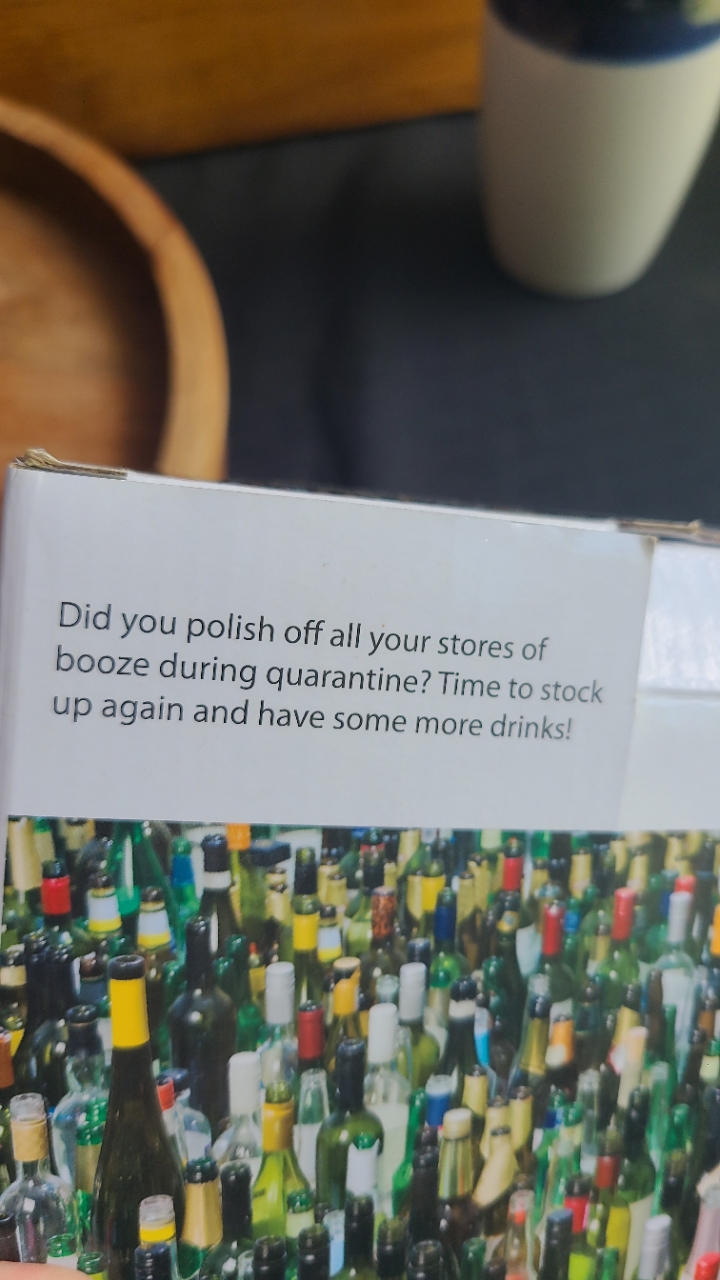 Did you polish off all your stores of
booze during quarantine? Time to stock
up again and have some more drinks!